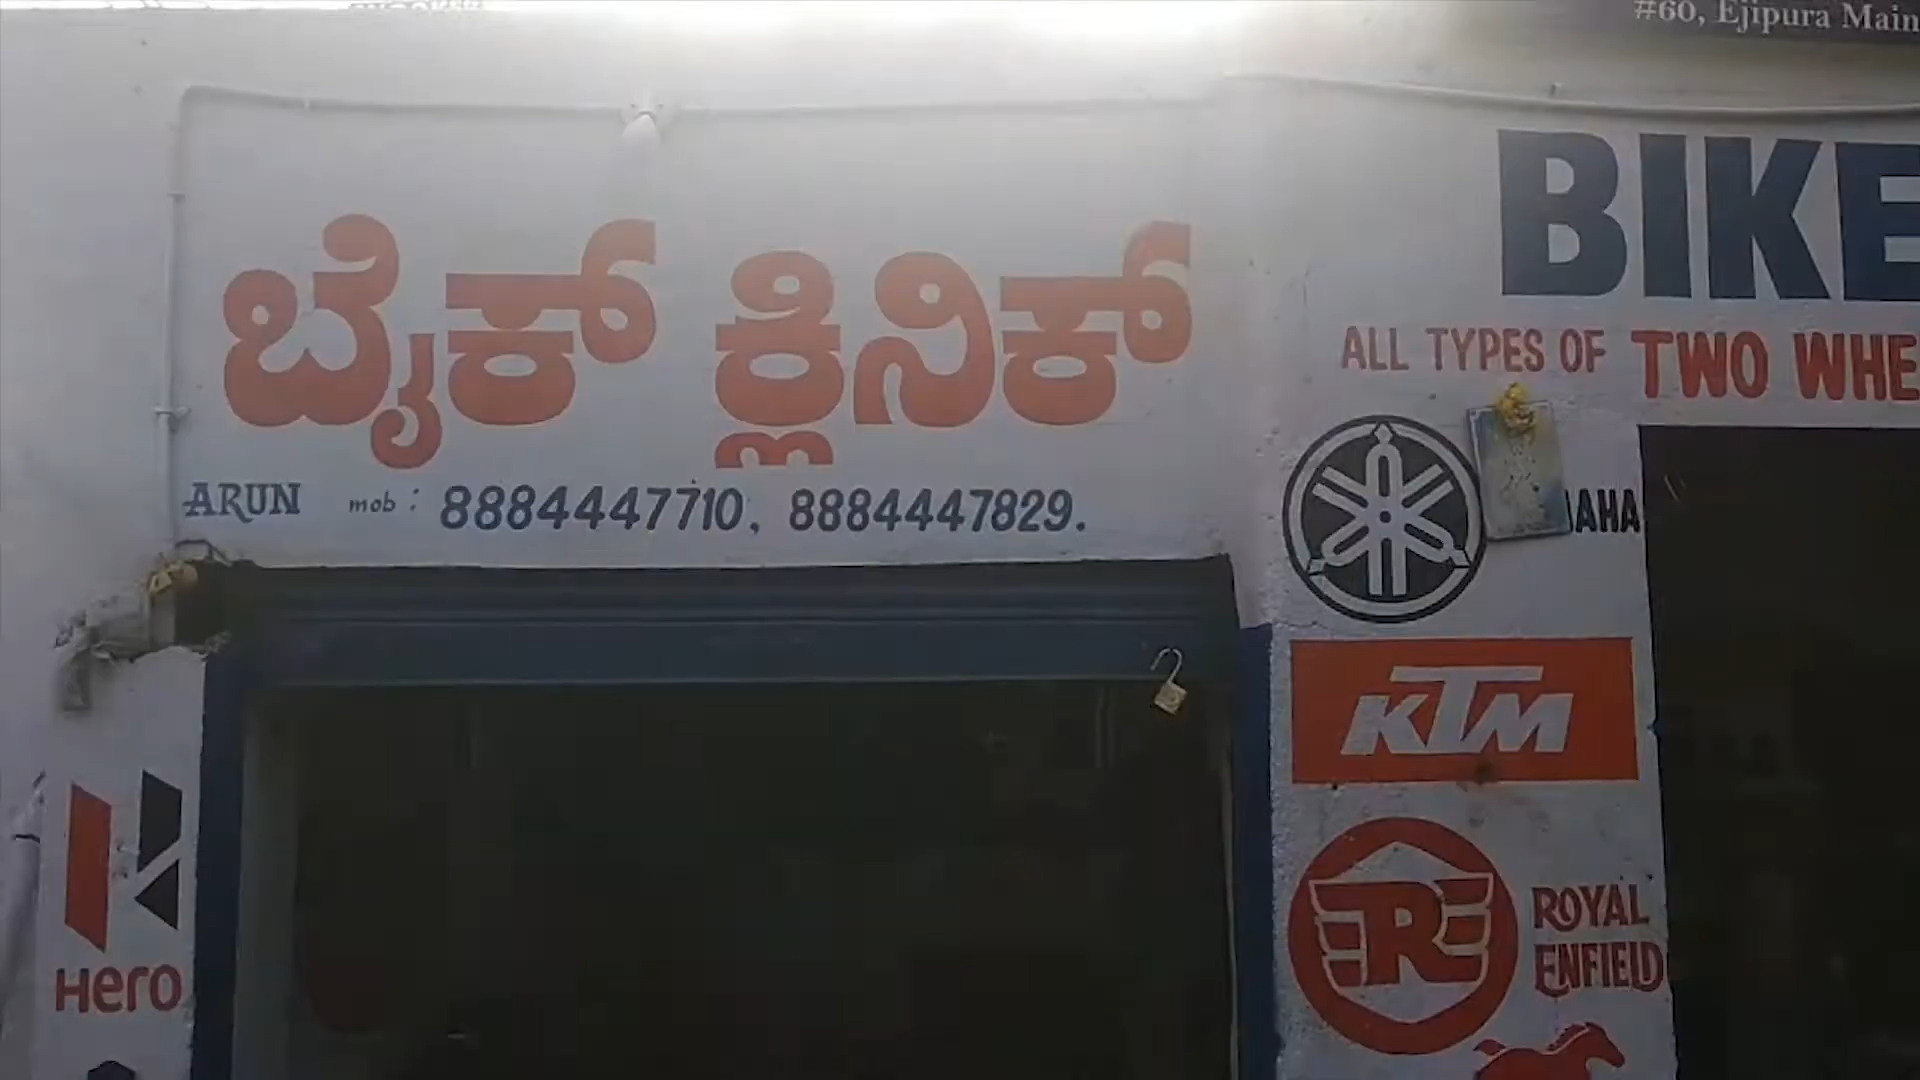 #60, Ejipura Main
ಬೈಕ್ ಕ್ಲಿನಿಕ್
ARUN mob : 8884447710, 8884447829.
BIKE
ALL TYPES OF TWO WHE
AHA
KTM
HERO
R
ROYAL
ENFIELD